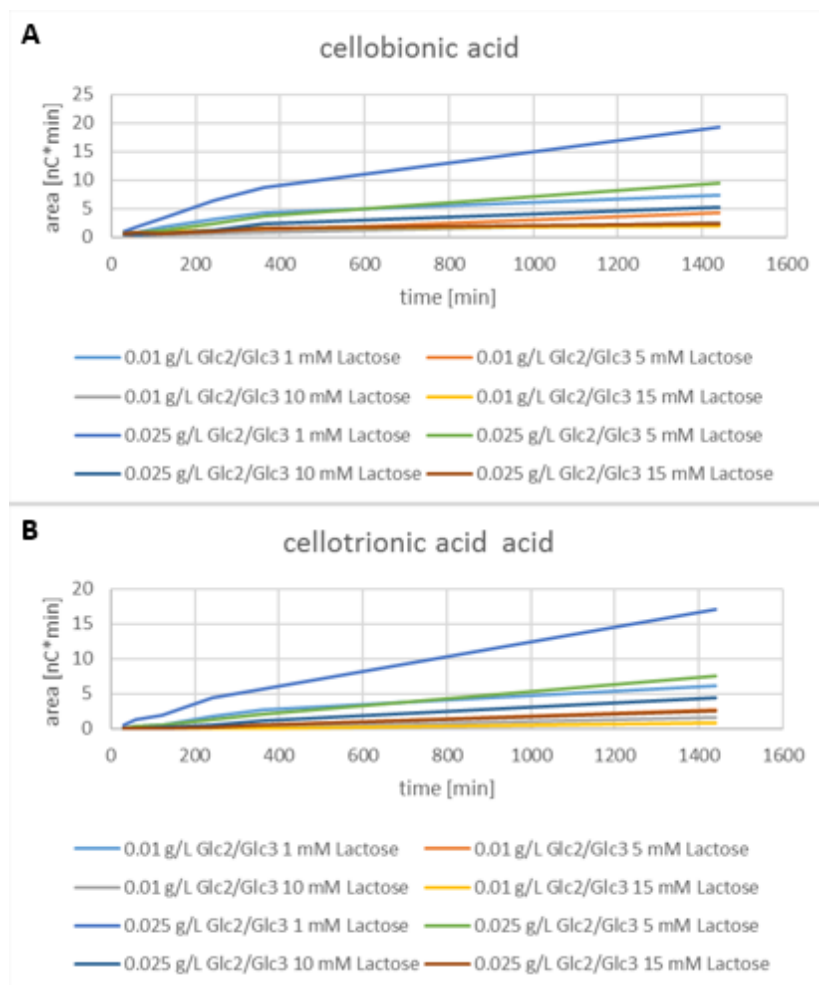 A
cellobionic acid
area [nC*min]
25
20
15
10
5
0
0 200 400 600 800 1000 1200 1400 1600
time [min]
0.01 g/L Glc2/Glc3 1 mM Lactose 0.01 g/L Glc2/Glc3 5 mM Lactose
0.01 g/L Glc2/Glc3 10 mM Lactose 0.01 g/L Glc2/Glc3 15 mM Lactose
0.025 g/L Glc2/Glc3 1 mM Lactose 0.025 g/L Glc2/Glc3 5 mM Lactose
0.025 g/L Glc2/Glc3 10 mM Lactose 0.025 g/L Glc2/Glc3 15 mM Lactose
B
cellotrionic acid acid
area [nC*min]
20
15
10
5
0
0 200 400 600 800 1000 1200 1400 1600
time [min]
0.01 g/L Glc2/Glc3 1 mM Lactose 0.01 g/L Glc2/Glc3 5 mM Lactose
0.01 g/L Glc2/Glc3 10 mM Lactose 0.01 g/L Glc2/Glc3 15 mM Lactose
0.025 g/L Glc2/Glc3 1 mM Lactose 0.025 g/L Glc2/Glc3 5 mM Lactose
0.025 g/L Glc2/Glc3 10 mM Lactose 0.025 g/L Glc2/Glc3 15 mM Lactose